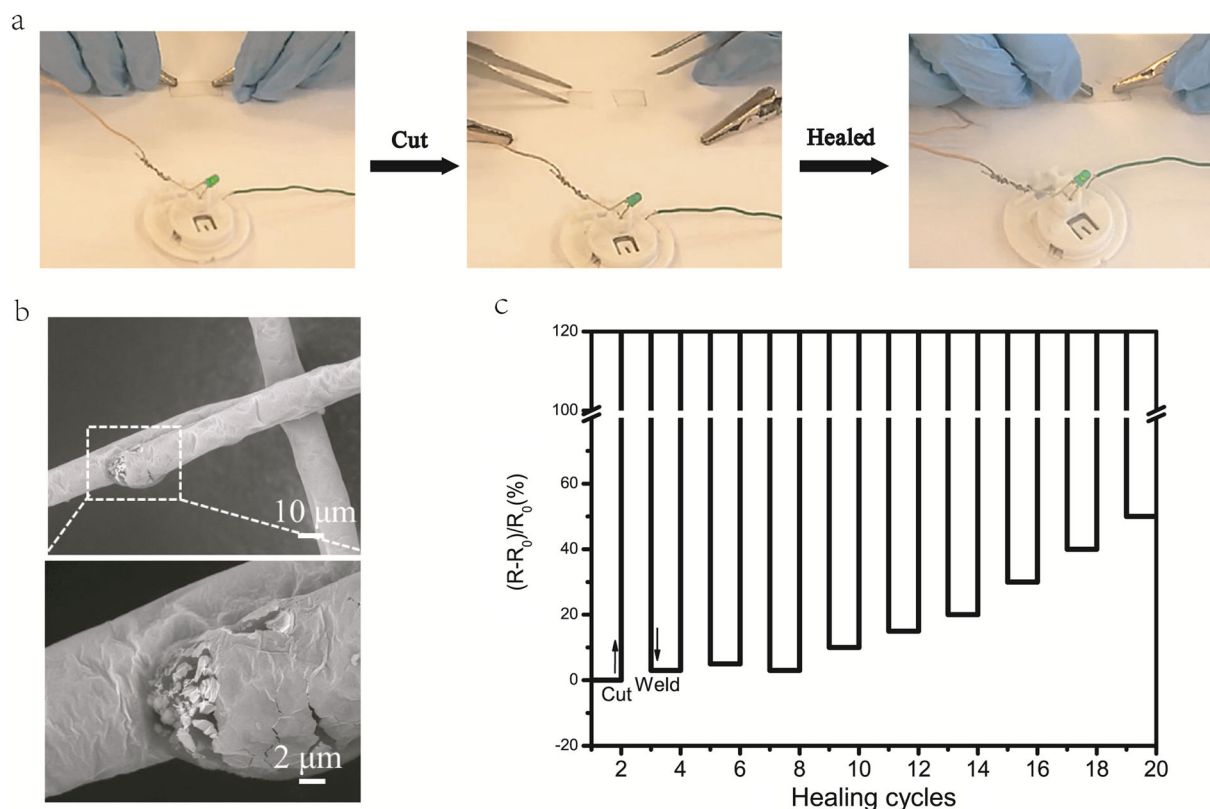 a
Cut
Healed
E
E
E
b
10 μm
2 μm
c
120
100
60
40
20
0
-20
(R-R₀)/R₀(%)
Cut
Weld
2
4
6
8
10
12
14
16
18
20
Healing cycles